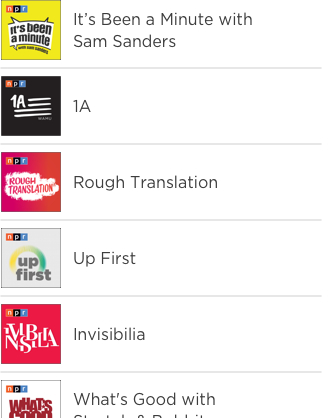 npr
it's been
a minute
WITH SAM SANDERS
It's Been a Minute with
Sam Sanders
npr
1A
WAMU
1A
npr
ROUGH
TRANSLATION
Rough Translation
npr
up
first
Up First
npr
INVISIBILIA
Invisibilia
npr
WHAT'S
GOOD
What's Good with